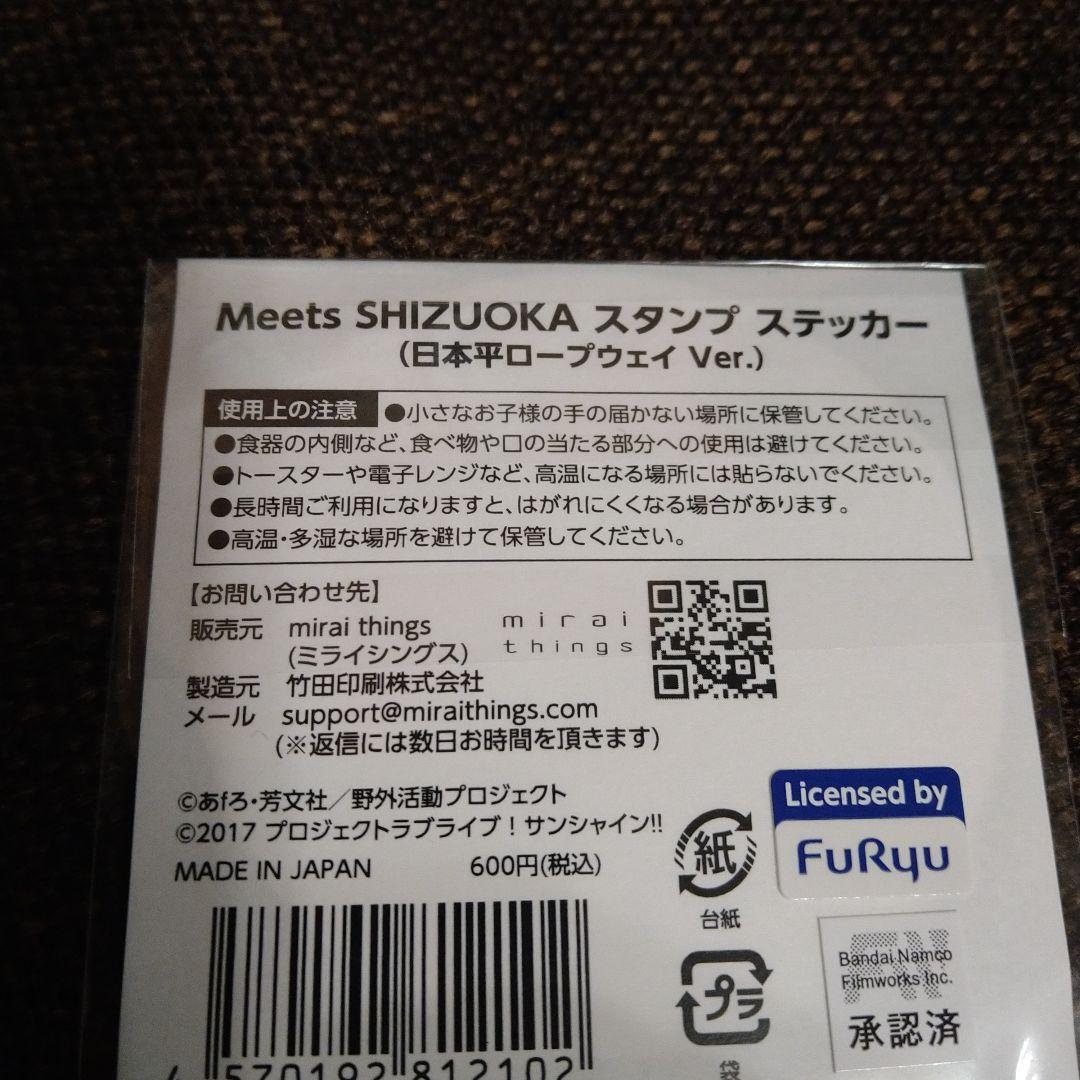 Meets SHIZUOKA スタンプ ステッカー
(日本平ロープウェイ Ver.)
使用上の注意 ●小さなお子様の手の届かない場所に保管してください。
●食器の内側など、食べ物や口の当たる部分への使用は避けてください。
●トースターや電子レンジなど、高温になる場所には貼らないでください。
●長時間ご利用になりますと、はがれにくくなる場合があります。
●高温・多湿な場所を避けて保管してください。
【お問い合わせ先】
販売元 mirai things
(ミライシングス)
mirai
things
製造元 竹田印刷株式会社
メール support@miraithings.com
(※返信には数日お時間を頂きます)
©あfろ・芳文社／野外活動プロジェクト
©2017 プロジェクトラブライブ！サンシャイン!!
MADE IN JAPAN 600円(税込)
紙
台紙
Licensed by
FuRyu
プラ
袋
Bandai Namco
Filmworks Inc.
承認済
4 570192 812102